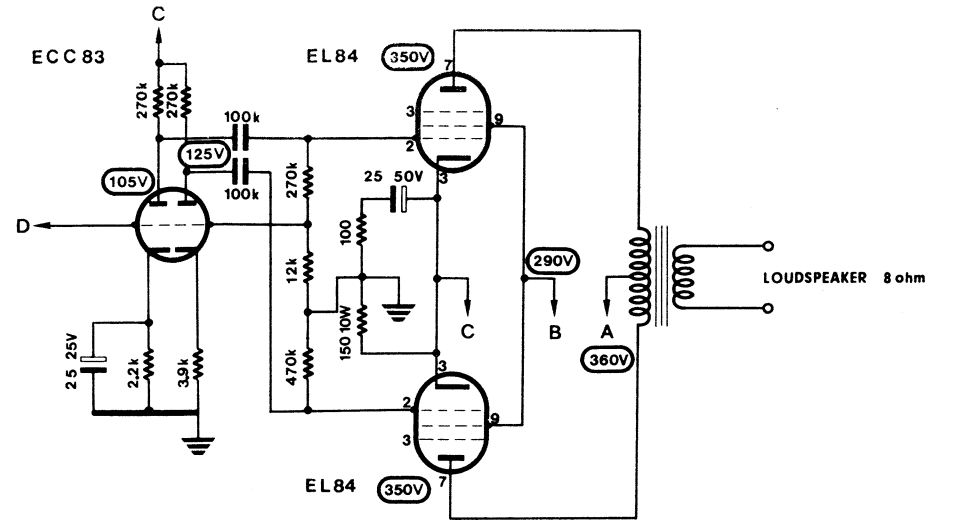 C
ECC83
EL84
350V
7
270k
270k
100k
3
9
2
125V
100k
3
105V
270k
25 50V
D
100
12k
290V
LOUDSPEAKER 8 ohm
C
B
A
150 10W
360V
25 25V
2.2k
3.9k
470k
3
2
9
3
7
EL84
350V